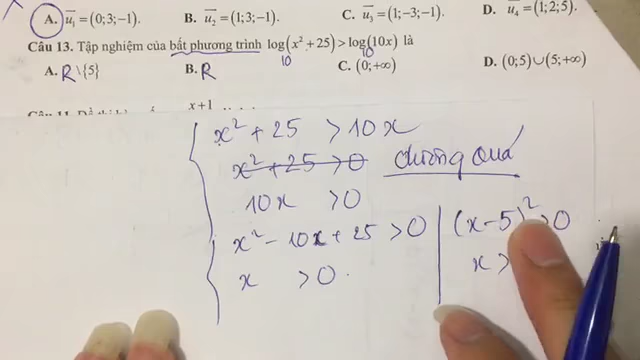 A. u₁ = (0;3;−1). B. u₂ = (1;3;−1). C. u₃ = (1;−3;−1). D. u₄ = (1;2;5).
Câu 13. Tập nghiệm của bất phương trình log(x² + 25) > log(10x) là
10 10
A. R \ {5} B. R C. (0;+∞) D. (0;5)∪(5;+∞)
x+1
x² + 25 > 10x
x² + 25 > 0 dương quá
10x > 0
x² − 10x + 25 > 0 (x − 5)² > 0
x > 0. x >